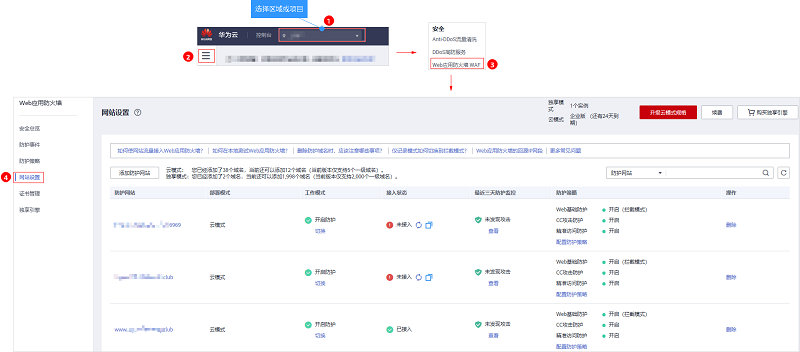 选择区域或项目
1
华为云 控制台
2
安全
Anti-DDoS流量清洗
DDoS高防服务
Web应用防火墙 WAF
3
Web应用防火墙
安全总览
防护事件
防护策略
4
网站设置
证书管理
独享引擎
网站设置
独享模式 1个实例
云模式 企业版 (还有24天到期)
升级云模式规格
续费
购买独享引擎
如何使网站流量接入Web应用防火墙? | 如何在本地测试Web应用防火墙? | 删除防护域名时,应该注意哪些事项? | 仅记录模式如何切换到拦截模式? | Web应用防火墙的回源IP网段 | 更多常见问题
添加防护网站
云模式: 您已经添加了38个域名,当前还可以添加12个域名(当前版本仅支持5个一级域名)。
独享模式: 您已经添加了2个域名,当前还可以添加1,998个域名(当前版本仅支持2,000个一级域名)。
防护网站
防护网站 部署模式 工作模式 接入状态 最近三天防护监控 防护策略 操作
6969 云模式 开启防护 切换 未接入 未发现攻击 查看 删除
Web基础防护 开启(拦截模式)
CC攻击防护 开启
精准访问防护 开启
配置防护策略
club 云模式 开启防护 切换 未接入 未发现攻击 查看 删除
Web基础防护 开启(拦截模式)
CC攻击防护 开启
精准访问防护 开启
配置防护策略
www. club 云模式 开启防护 切换 已接入 未发现攻击 查看 删除
Web基础防护 开启(拦截模式)
CC攻击防护 开启
精准访问防护 开启
配置防护策略